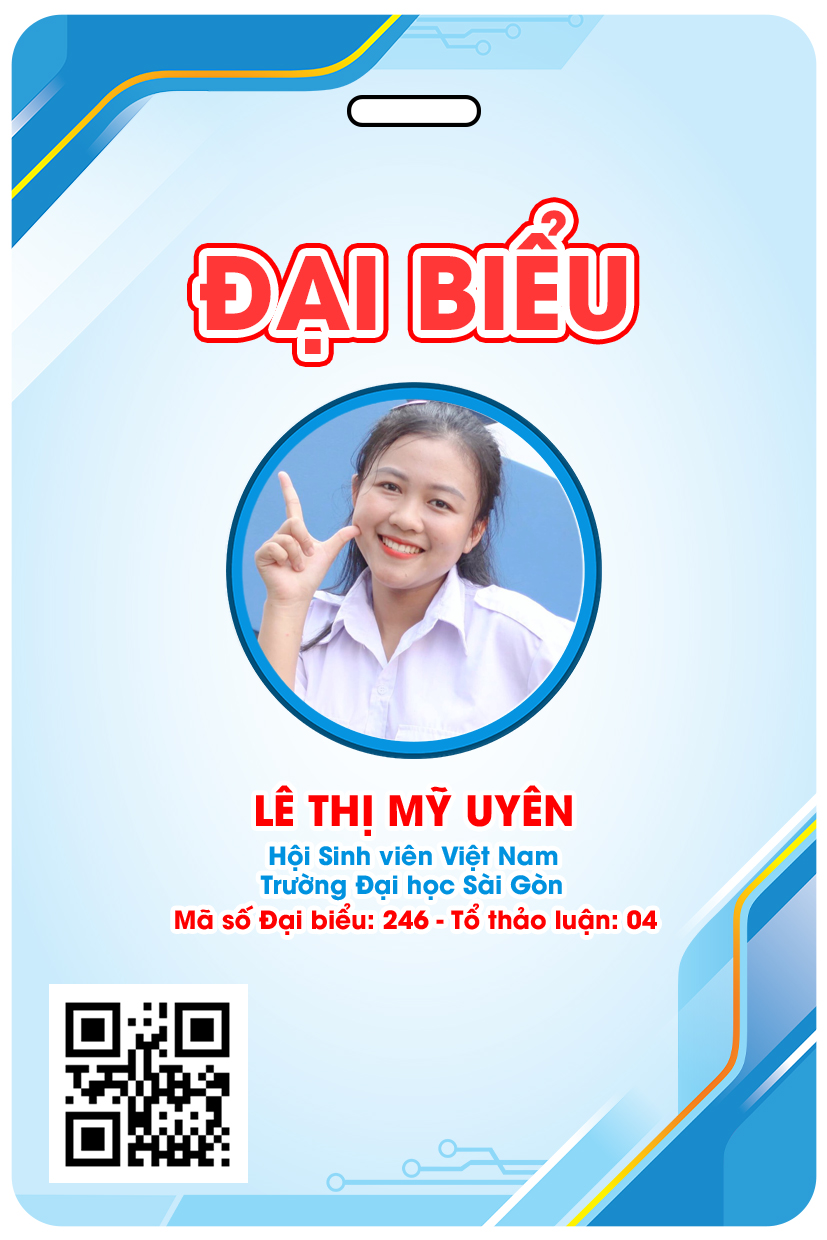 ĐẠI BIỂU
LÊ THỊ MỸ UYÊN
Hội Sinh viên Việt Nam
Trường Đại học Sài Gòn
Mã số Đại biểu: 246 - Tổ thảo luận: 04